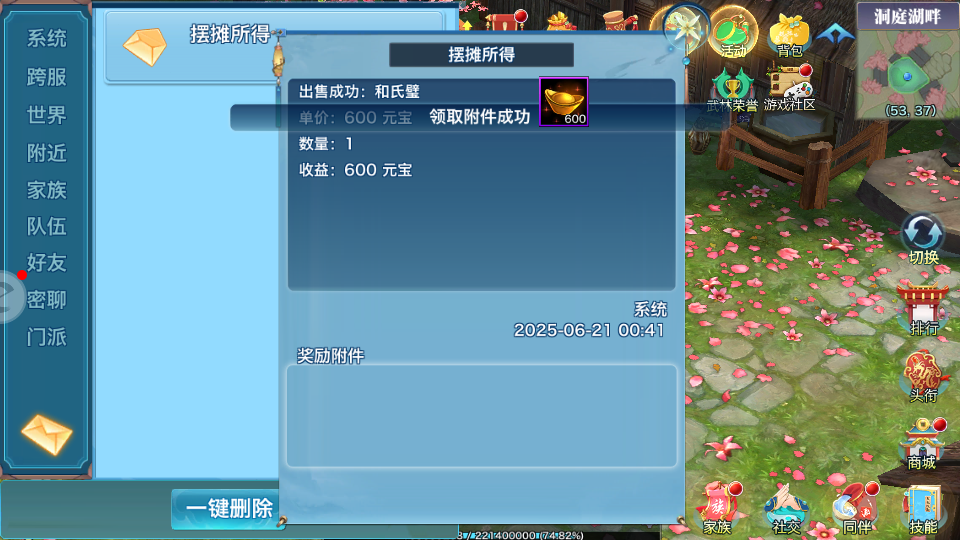 系统
跨服
世界
附近
家族
队伍
好友
密聊
门派
摆摊所得
一键删除
摆摊所得
出售成功：和氏璧
单价：600 元宝
领取附件成功
600
数量：1
收益：600 元宝
系统
2025-06-21 00:41
奖励附件
活动
背包
武林荣誉
游戏社区
洞庭湖畔
(53, 37)
切换
排行
头衔
商城
家族
社交
同伴
技能
/ 221400000 (74.82%)